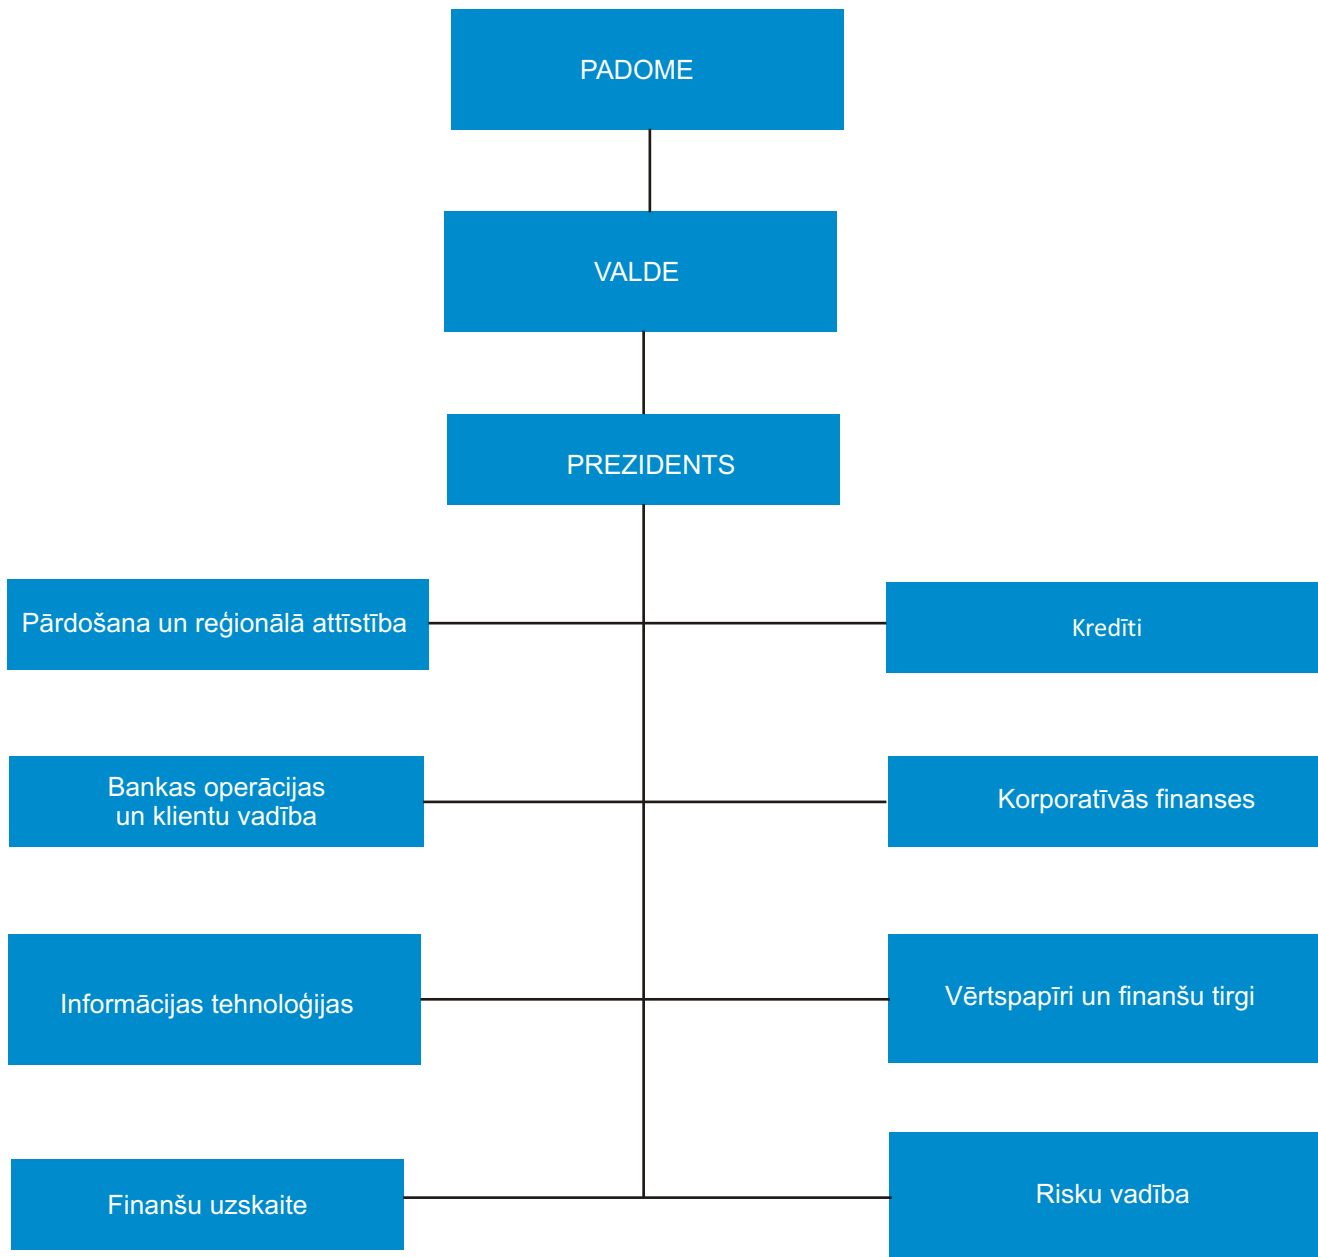 PADOME
VALDE
PREZIDENTS
Pārdošana un reģionālā attīstība
Kredīti
Bankas operācijas
un klientu vadība
Korporatīvās finanses
Informācijas tehnoloģijas
Vērtspapīri un finanšu tirgi
Finanšu uzskaite
Risku vadība